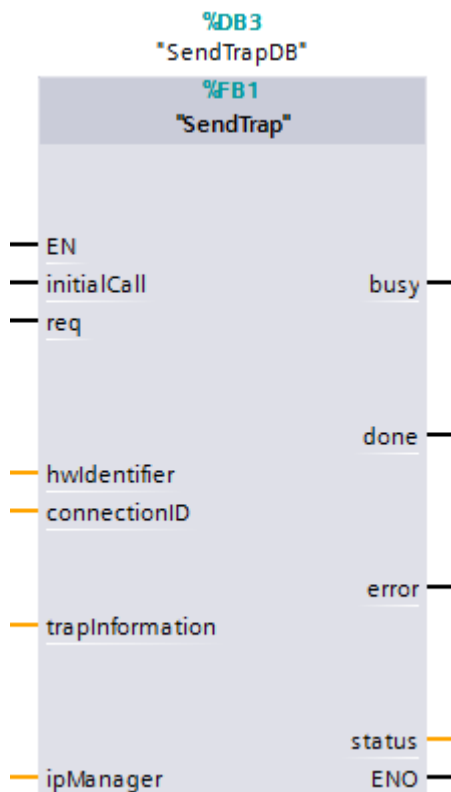 %DB3
"SendTrapDB"
%FB1
"SendTrap"
EN
initialCall busy
req
done
hwIdentifier
connectionID
error
trapInformation
status
ipManager ENO